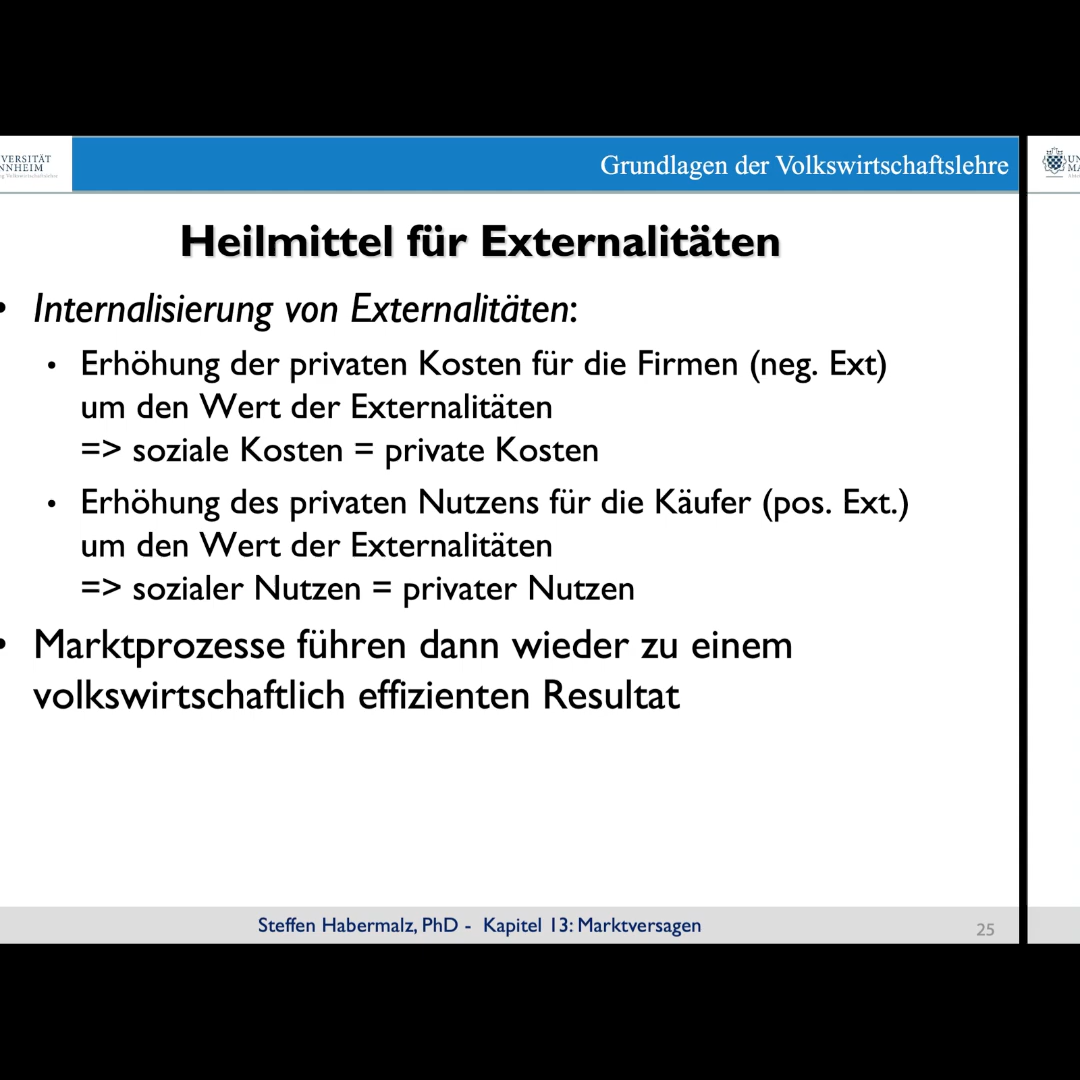 Grundlagen der Volkswirtschaftslehre
Heilmittel für Externalitäten
• Internalisierung von Externalitäten:
• Erhöhung der privaten Kosten für die Firmen (neg. Ext)
um den Wert der Externalitäten
=> soziale Kosten = private Kosten
• Erhöhung des privaten Nutzens für die Käufer (pos. Ext.)
um den Wert der Externalitäten
=> sozialer Nutzen = privater Nutzen
• Marktprozesse führen dann wieder zu einem
volkswirtschaftlich effizienten Resultat
Steffen Habermalz, PhD - Kapitel 13: Marktversagen
25